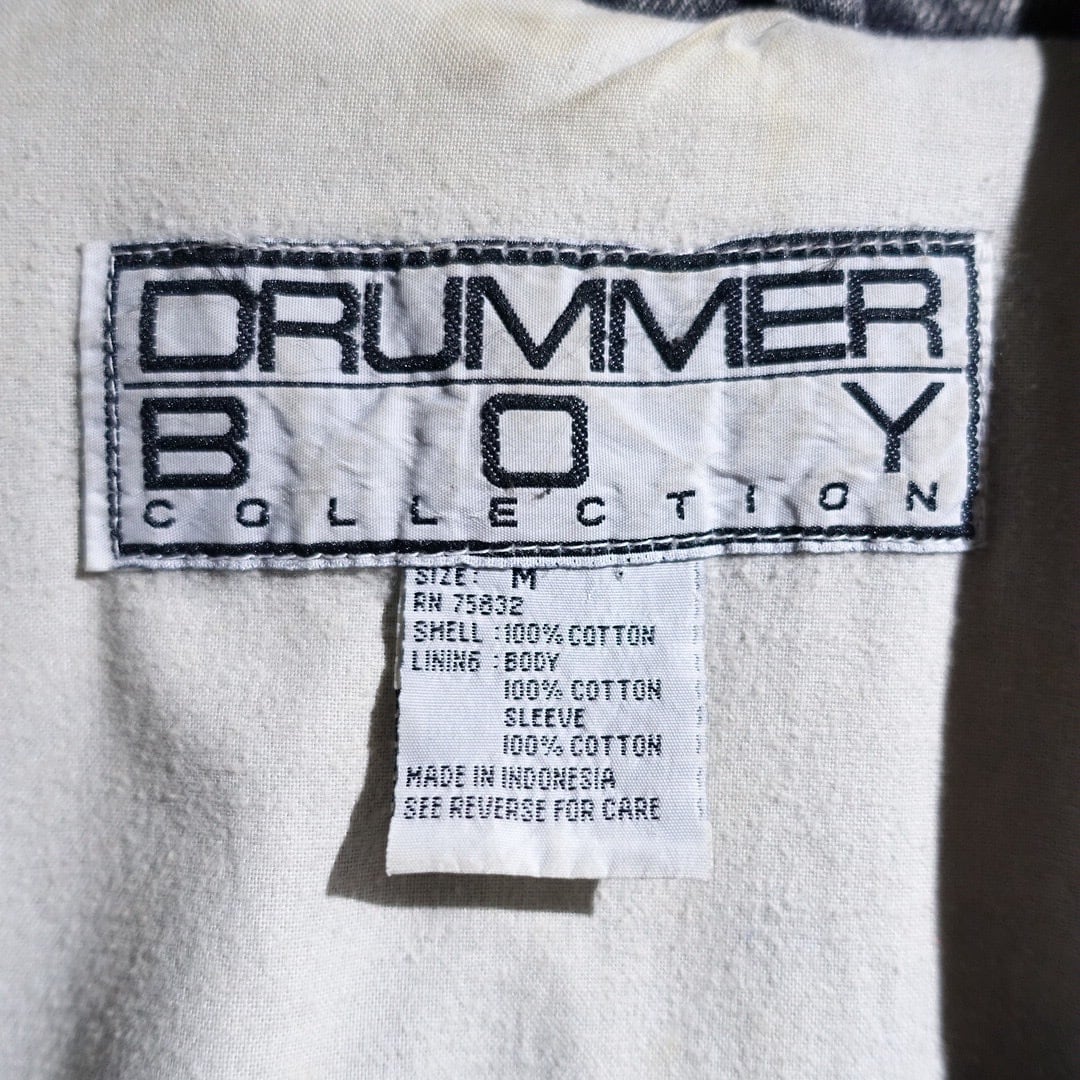 DRUMMER
BOY
COLLECTION
SIZE: M
RN 75832
SHELL : 100% COTTON
LINING : BODY
100% COTTON
SLEEVE
100% COTTON
MADE IN INDONESIA
SEE REVERSE FOR CARE